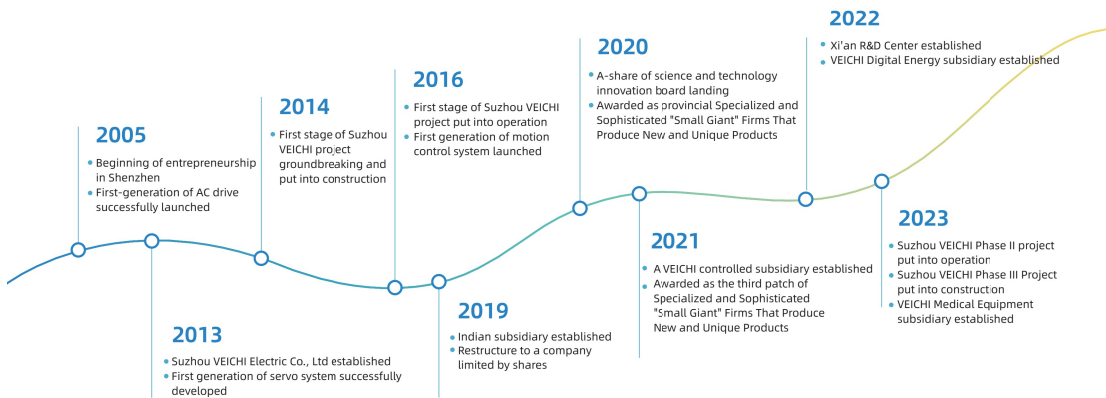 2005
Beginning of entrepreneurship
in Shenzhen
First-generation of AC drive
successfully launched
2013
Suzhou VEICHI Electric Co., Ltd established
First generation of servo system successfully
developed
2014
First stage of Suzhou
VEICHI project
groundbreaking and
put into construction
2016
First stage of Suzhou VEICHI
project put into operation
First generation of motion
control system launched
2019
Indian subsidiary established
Restructure to a company
limited by shares
2020
A-share of science and technology
innovation board landing
Awarded as provincial Specialized and
Sophisticated "Small Giant" Firms That
Produce New and Unique Products
2021
A VEICHI controlled subsidiary established
Awarded as the third patch of
Specialized and Sophisticated
"Small Giant" Firms That Produce
New and Unique Products
2022
Xi'an R&D Center established
VEICHI Digital Energy subsidiary established
2023
Suzhou VEICHI Phase II project
put into operation
Suzhou VEICHI Phase III Project
put into construction
VEICHI Medical Equipment
subsidiary established